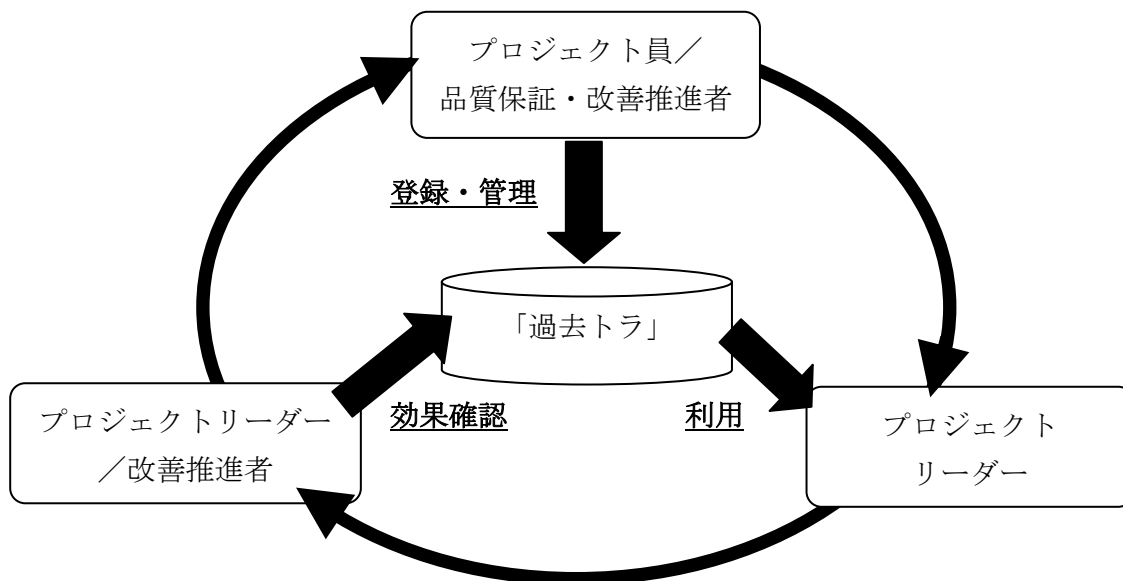 プロジェクト員／
品質保証・改善推進者
登録・管理
「過去トラ」
プロジェクトリーダー
／改善推進者
効果確認
利用
プロジェクト
リーダー